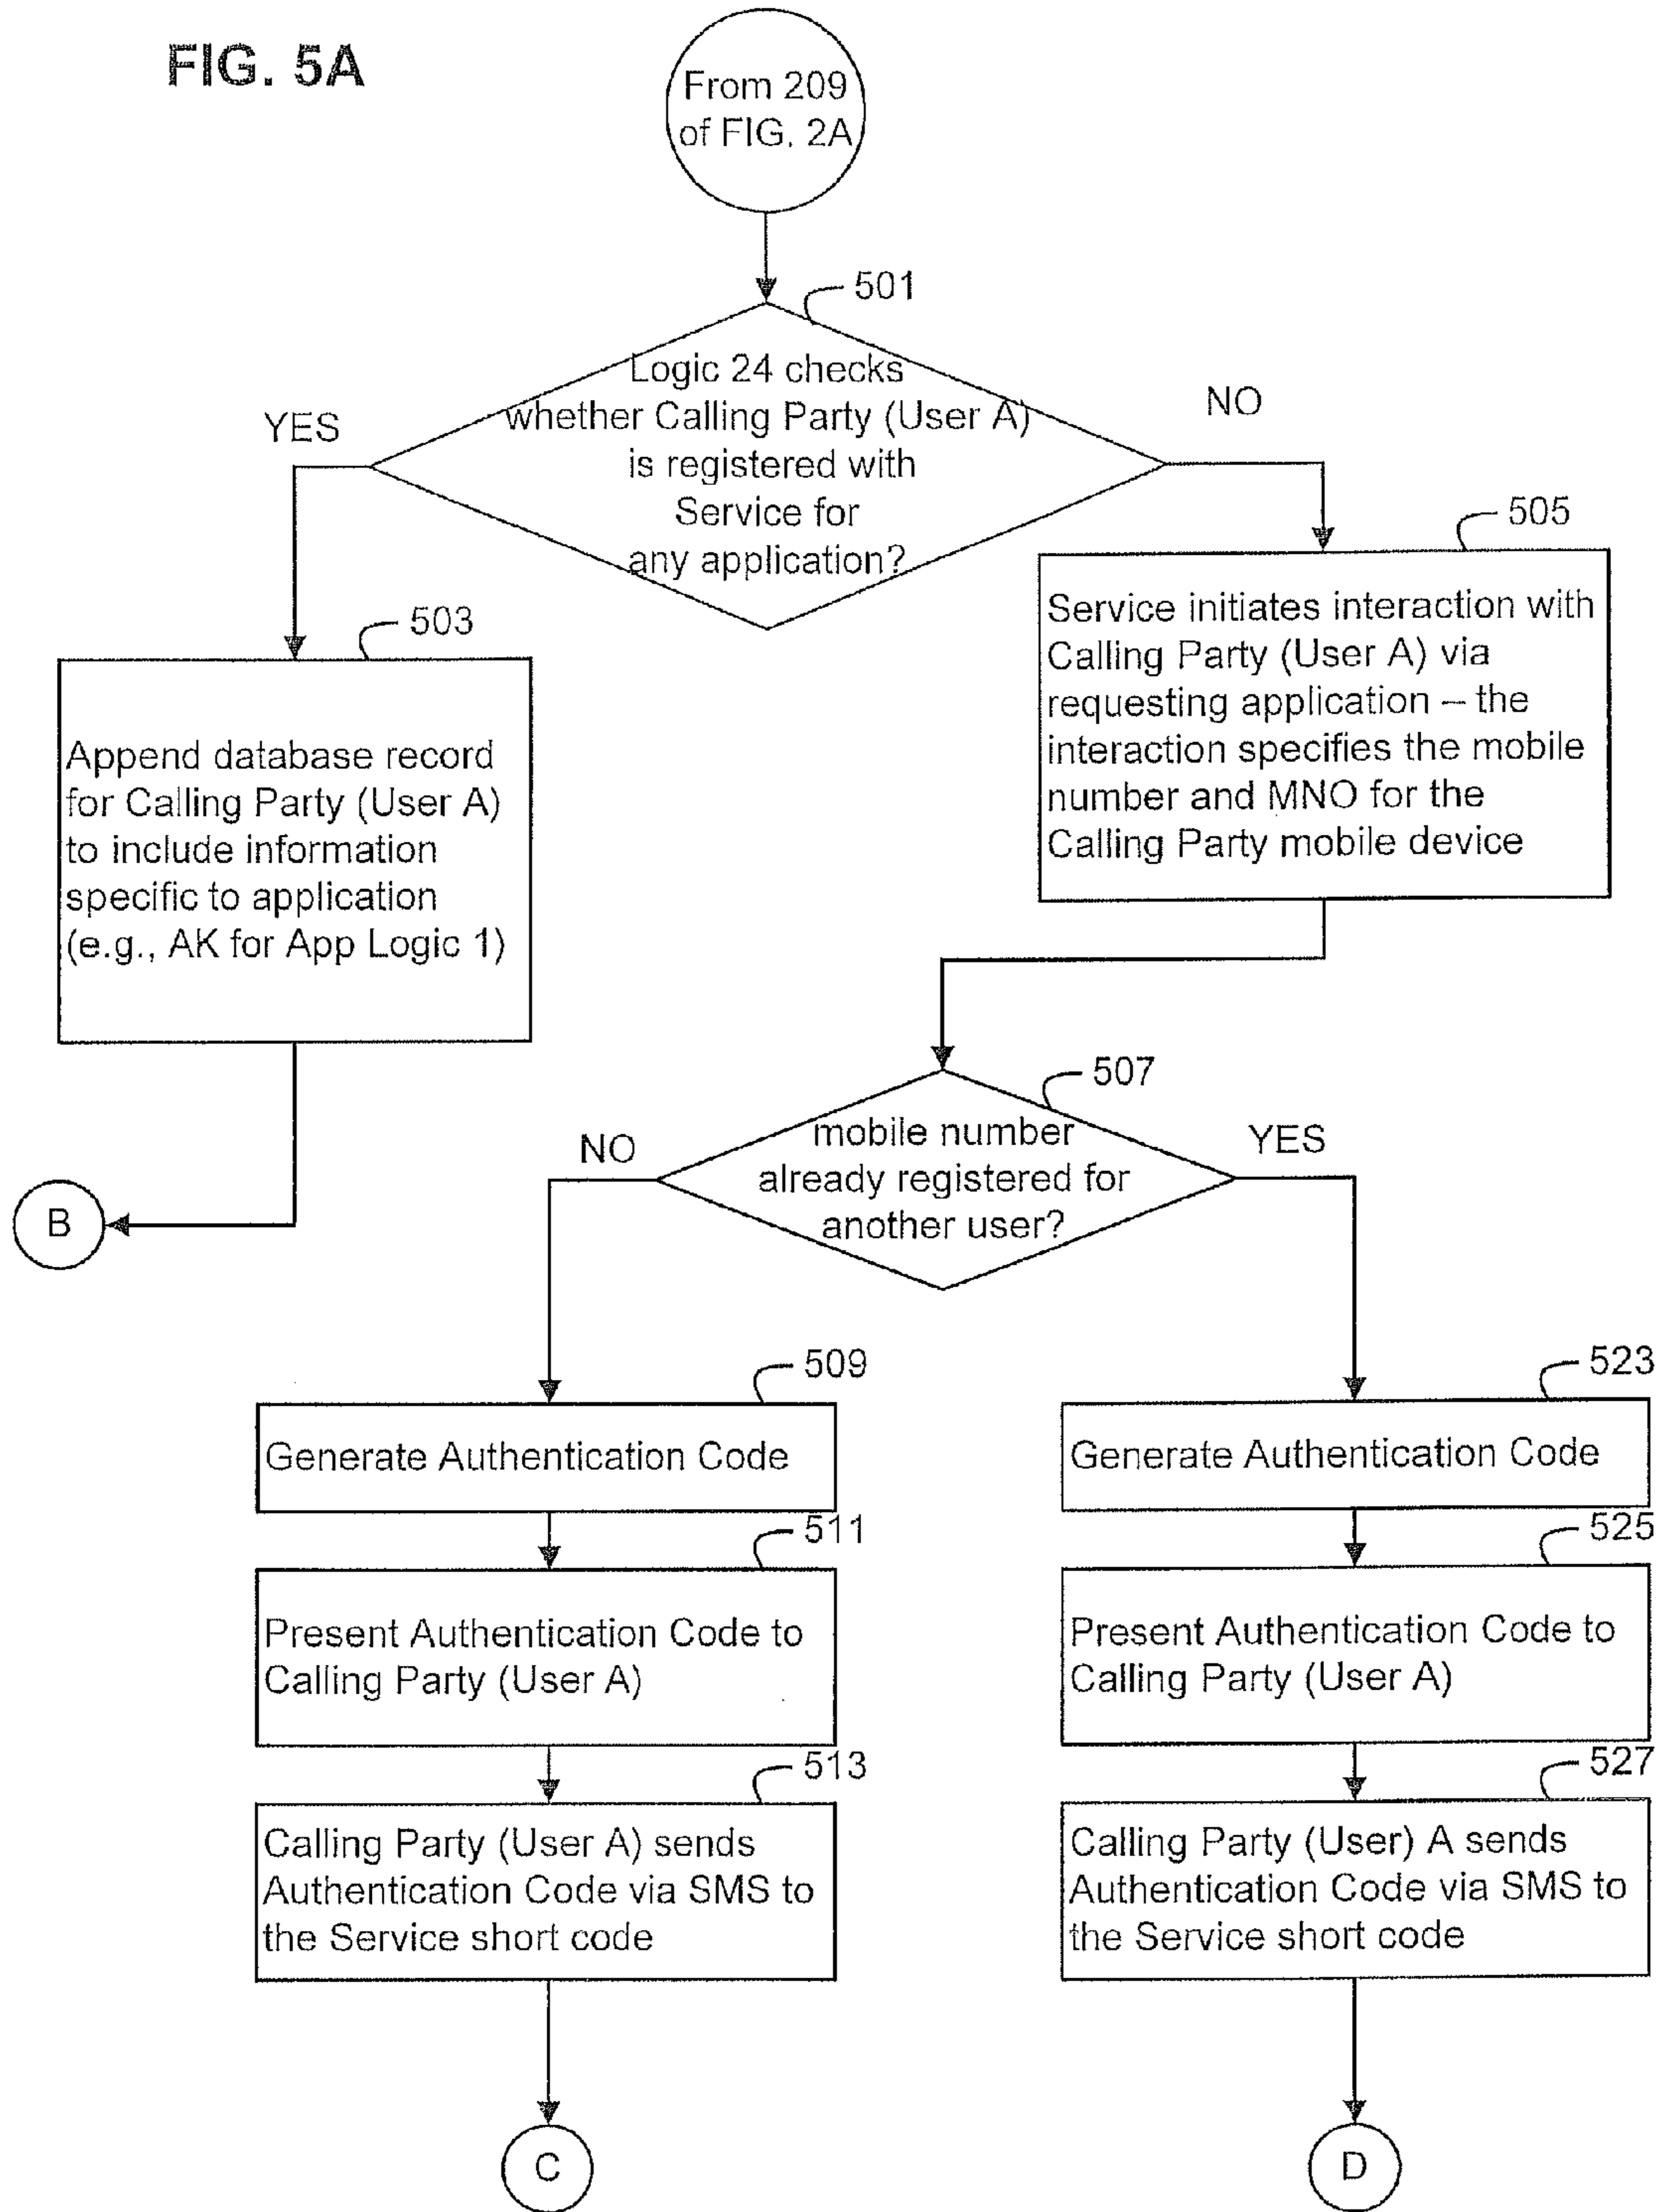 FIG. 5A
From 209
of FIG. 2A
501
Logic 24 checks
whether Calling Party (User A)
is registered with
Service for
any application?
YES
NO
503
Append database record
for Calling Party (User A)
to include information
specific to application
(e.g., AK for App Logic 1)
B
505
Service initiates interaction with
Calling Party (User A) via
requesting application – the
interaction specifies the mobile
number and MNO for the
Calling Party mobile device
507
mobile number
already registered for
another user?
NO
YES
509
Generate Authentication Code
511
Present Authentication Code to
Calling Party (User A)
513
Calling Party (User A) sends
Authentication Code via SMS to
the Service short code
C
523
Generate Authentication Code
525
Present Authentication Code to
Calling Party (User A)
527
Calling Party (User) A sends
Authentication Code via SMS to
the Service short code
D